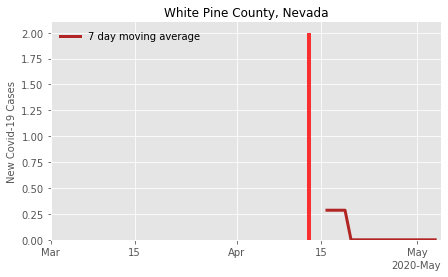 White Pine County, Nevada
7 day moving average
New Covid-19 Cases
2.00
1.75
1.50
1.25
1.00
0.75
0.50
0.25
0.00
Mar
15
Apr
15
May
2020-May